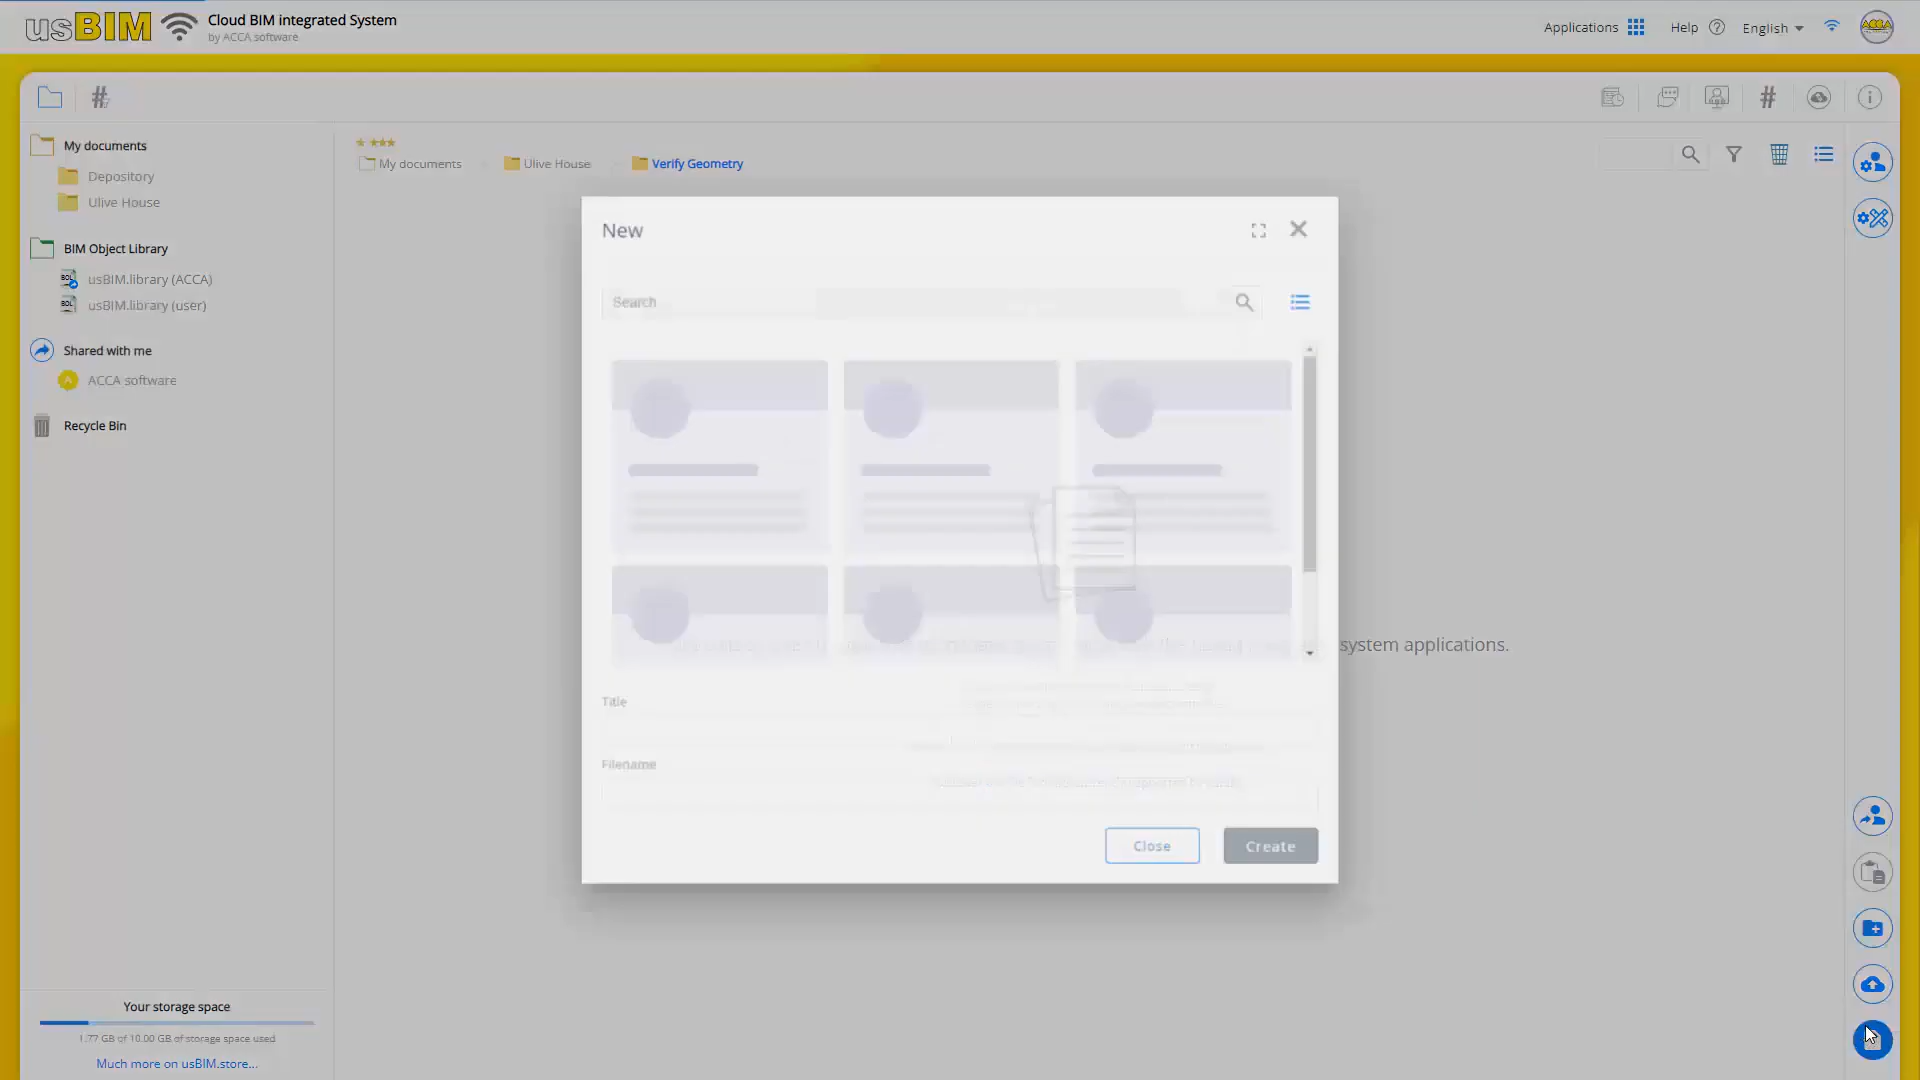 usBIM
Cloud BIM integrated System
by ACCA software
Applications
Help
English
ACCA
My documents
Depository
Ulive House
BIM Object Library
usBIM.library (ACCA)
usBIM.library (user)
Shared with me
A ACCA software
Recycle Bin
My documents
Ulive House
Verify Geometry
New
Search
system applications.
Title
Filename
Close
Create
Your storage space
1.77 GB of 10.00 GB of storage space used
Much more on usBIM.store...